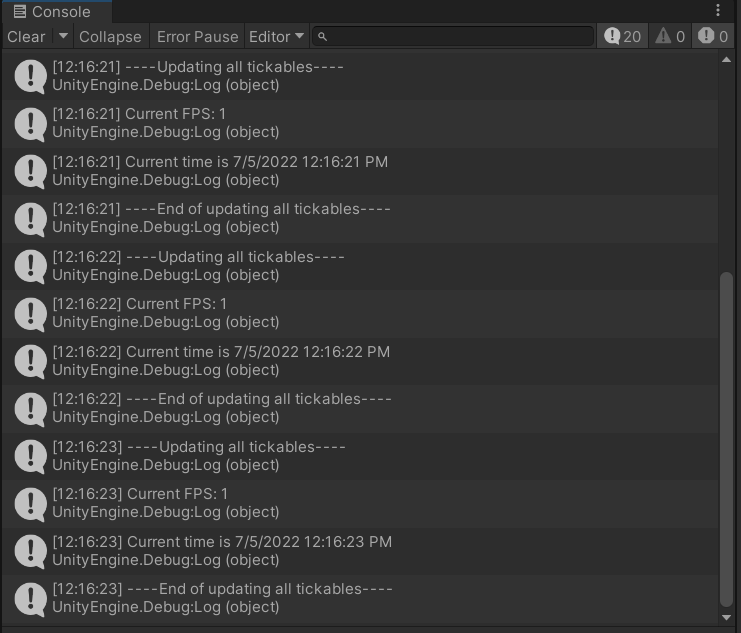 Console
Clear Collapse Error Pause Editor 20 0 0
[12:16:21] ----Updating all tickables----
UnityEngine.Debug:Log (object)
[12:16:21] Current FPS: 1
UnityEngine.Debug:Log (object)
[12:16:21] Current time is 7/5/2022 12:16:21 PM
UnityEngine.Debug:Log (object)
[12:16:21] ----End of updating all tickables----
UnityEngine.Debug:Log (object)
[12:16:22] ----Updating all tickables----
UnityEngine.Debug:Log (object)
[12:16:22] Current FPS: 1
UnityEngine.Debug:Log (object)
[12:16:22] Current time is 7/5/2022 12:16:22 PM
UnityEngine.Debug:Log (object)
[12:16:22] ----End of updating all tickables----
UnityEngine.Debug:Log (object)
[12:16:23] ----Updating all tickables----
UnityEngine.Debug:Log (object)
[12:16:23] Current FPS: 1
UnityEngine.Debug:Log (object)
[12:16:23] Current time is 7/5/2022 12:16:23 PM
UnityEngine.Debug:Log (object)
[12:16:23] ----End of updating all tickables----
UnityEngine.Debug:Log (object)